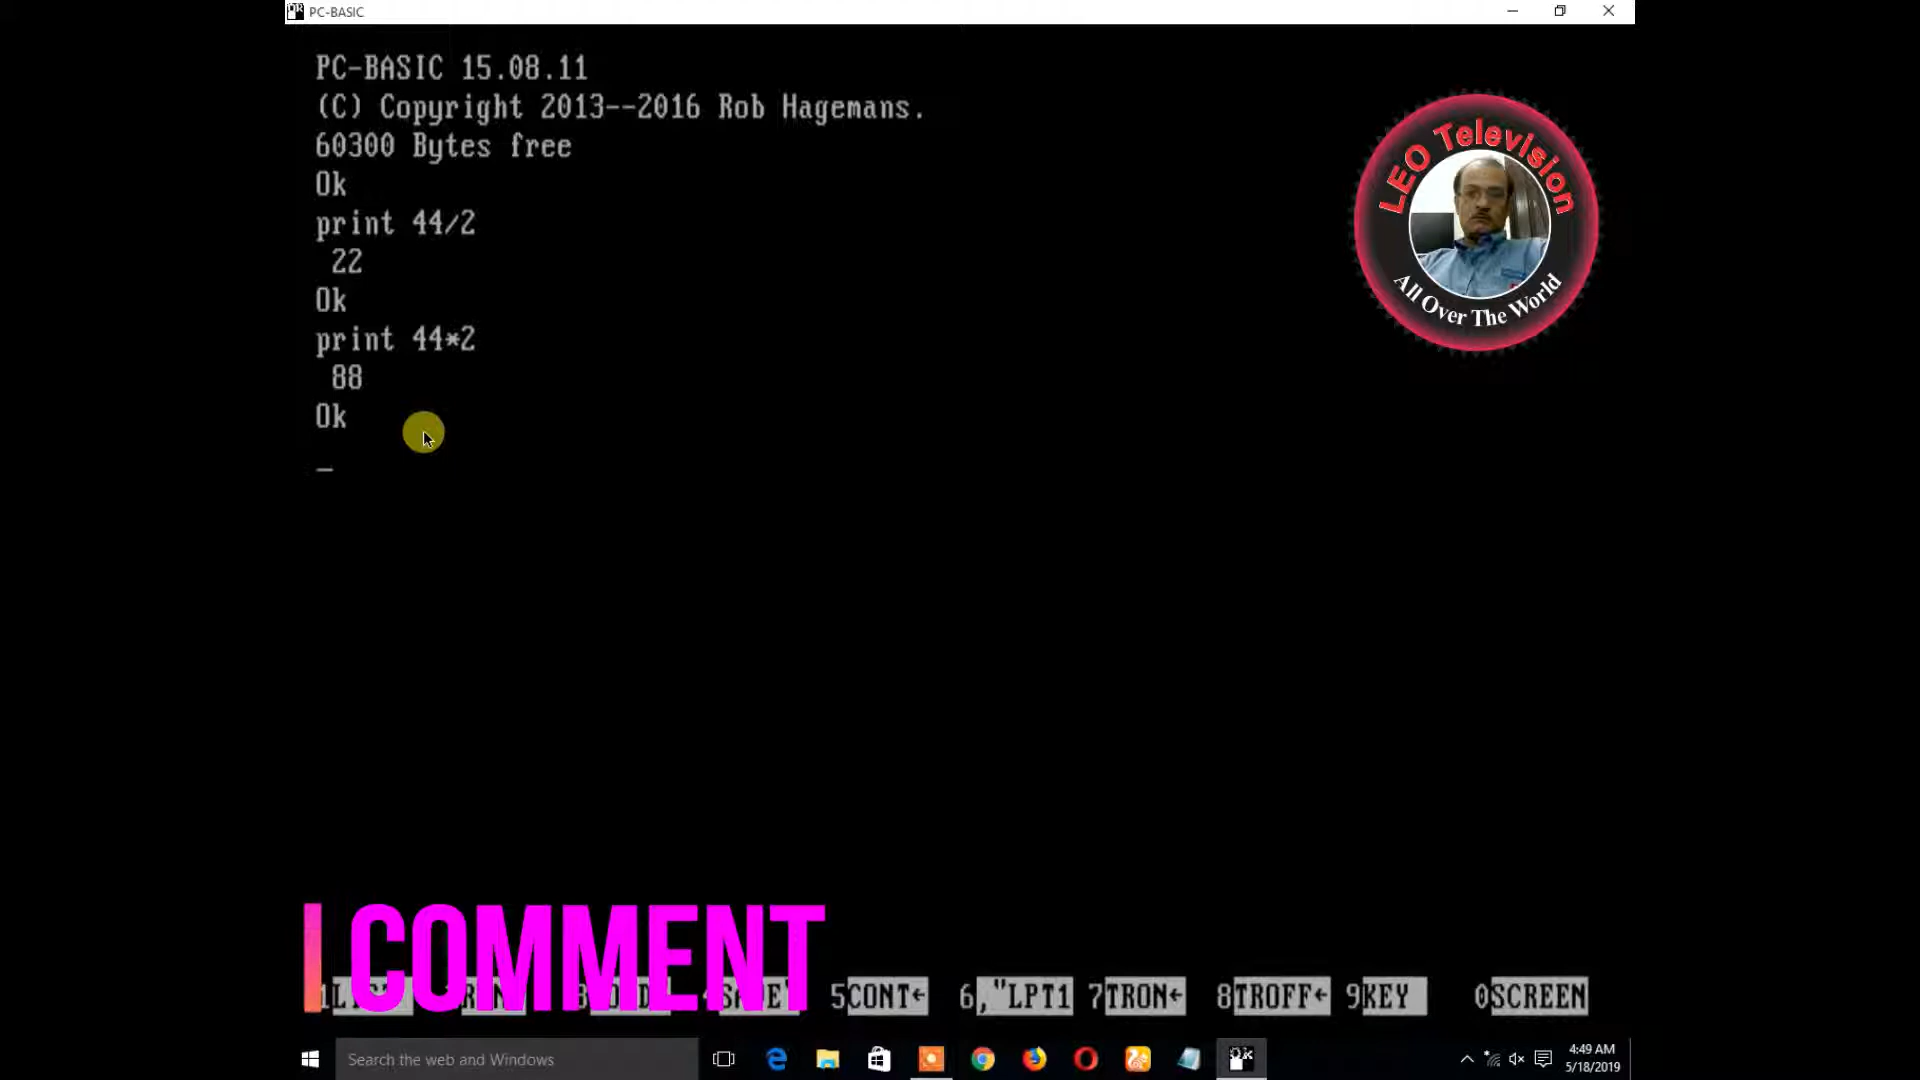 PC-BASIC
PC-BASIC 15.08.11
(C) Copyright 2013--2016 Rob Hagemans.
60300 Bytes free
Ok
print 44/2
22
Ok
print 44*2
88
Ok
LEO Television
All Over The World
COMMENT
5CONT← 6,"LPT1 7TRON← 8TROFF← 9KEY 0SCREEN
Search the web and Windows
4:49 AM
5/18/2019